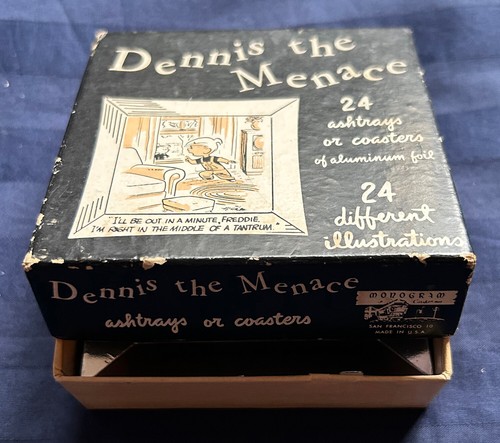 Dennis the
Menace
24
ashtrays
or coasters
of aluminum foil
24
different
illustrations
"I'LL BE OUT IN A MINUTE, FREDDIE.
I'M RIGHT IN THE MIDDLE OF A TANTRUM."
Dennis the Menace
ashtrays or coasters
MONOGRAM
SAN FRANCISCO 10
MADE IN U.S.A.